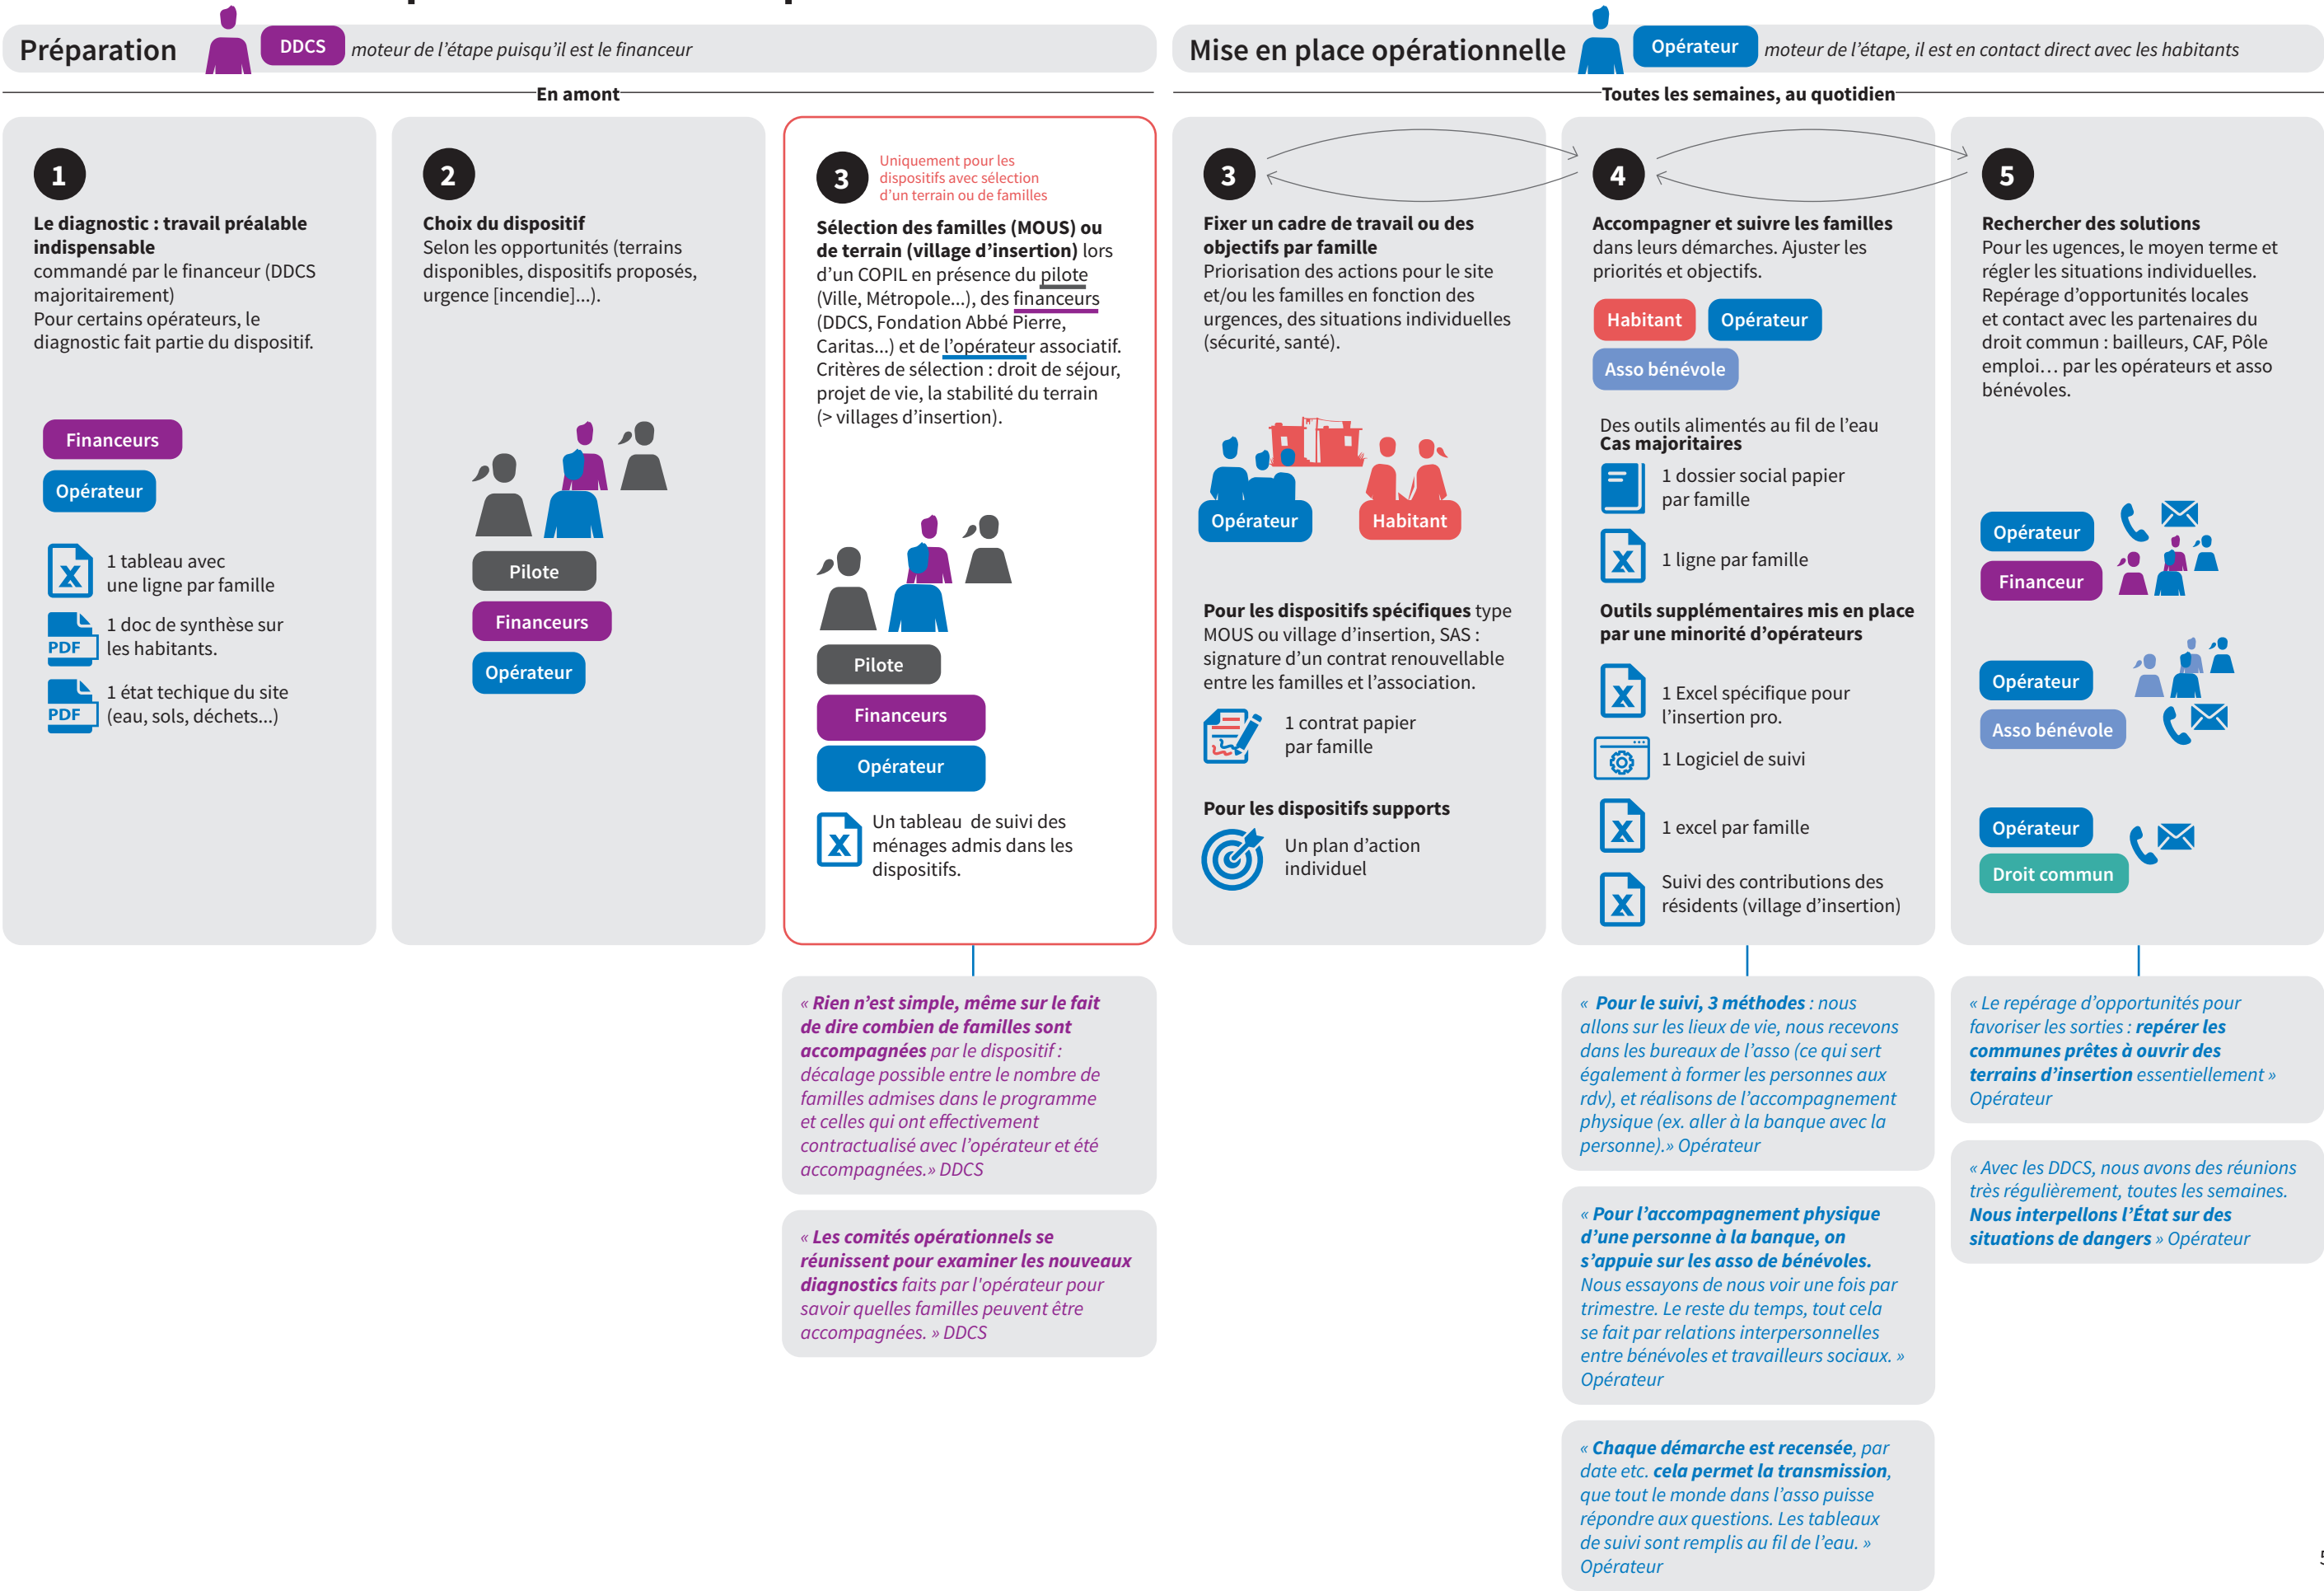 Préparation
DDCS
moteur de l'étape puisqu'il est le financeur
Mise en place opérationnelle
Opérateur
moteur de l'étape, il est en contact direct avec les habitants
En amont
Toutes les semaines, au quotidien
1
Le diagnostic : travail préalable
indispensable
commandé par le financeur (DDCS
majoritairement)
Pour certains opérateurs, le
diagnostic fait partie du dispositif.
Financeurs
Opérateur
1 tableau avec
une ligne par famille
PDF
1 doc de synthèse sur
les habitants.
PDF
1 état techique du site
(eau, sols, déchets...)
2
Choix du dispositif
Selon les opportunités (terrains
disponibles, dispositifs proposés,
urgence [incendie]...).
Pilote
Financeurs
Opérateur
3
Uniquement pour les
dispositifs avec sélection
d'un terrain ou de familles
Sélection des familles (MOUS) ou
de terrain (village d'insertion) lors
d'un COPIL en présence du pilote
(Ville, Métropole...), des financeurs
(DDCS, Fondation Abbé Pierre,
Caritas...) et de l'opérateur associatif.
Critères de sélection : droit de séjour,
projet de vie, la stabilité du terrain
(> villages d'insertion).
Pilote
Financeurs
Opérateur
X
Un tableau de suivi des
ménages admis dans les
dispositifs.
« Rien n'est simple, même sur le fait
de dire combien de familles sont
accompagnées par le dispositif :
décalage possible entre le nombre de
familles admises dans le programme
et celles qui ont effectivement
contractualisé avec l'opérateur et été
accompagnées.» DDCS
« Les comités opérationnels se
réunissent pour examiner les nouveaux
diagnostics faits par l'opérateur pour
savoir quelles familles peuvent être
accompagnées. » DDCS
3
Fixer un cadre de travail ou des
objectifs par famille
Priorisation des actions pour le site
et/ou les familles en fonction des
urgences, des situations individuelles
(sécurité, santé).
Opérateur
Habitant
Pour les dispositifs spécifiques type
MOUS ou village d'insertion, SAS :
signature d'un contrat renouvellable
entre les familles et l'association.
1 contrat papier
par famille
Pour les dispositifs supports
Un plan d'action
individuel
4
Accompagner et suivre les familles
dans leurs démarches. Ajuster les
priorités et objectifs.
Habitant
Opérateur
Asso bénévole
Des outils alimentés au fil de l'eau
Cas majoritaires
1 dossier social papier
par famille
X
1 ligne par famille
Outils supplémentaires mis en place
par une minorité d'opérateurs
X
1 Excel spécifique pour
l'insertion pro.
1 Logiciel de suivi
X
1 excel par famille
X
Suivi des contributions des
résidents (village d'insertion)
« Pour le suivi, 3 méthodes : nous
allons sur les lieux de vie, nous recevons
dans les bureaux de l'asso (ce qui sert
également à former les personnes aux
rdv), et réalisons de l'accompagnement
physique (ex. aller à la banque avec la
personne).» Opérateur
« Pour l'accompagnement physique
d'une personne à la banque, on
s'appuie sur les asso de bénévoles.
Nous essayons de nous voir une fois par
trimestre. Le reste du temps, tout cela
se fait par relations interpersonnelles
entre bénévoles et travailleurs sociaux. »
Opérateur
« Chaque démarche est recensée, par
date etc. cela permet la transmission,
que tout le monde dans l'asso puisse
répondre aux questions. Les tableaux
de suivi sont remplis au fil de l'eau. »
Opérateur
5
Rechercher des solutions
Pour les ugences, le moyen terme et
régler les situations individuelles.
Repérage d'opportunités locales
et contact avec les partenaires du
droit commun : bailleurs, CAF, Pôle
emploi… par les opérateurs et asso
bénévoles.
Opérateur
Financeur
Opérateur
Asso bénévole
Opérateur
Droit commun
« Le repérage d'opportunités pour
favoriser les sorties : repérer les
communes prêtes à ouvrir des
terrains d'insertion essentiellement »
Opérateur
« Avec les DDCS, nous avons des réunions
très régulièrement, toutes les semaines.
Nous interpellons l'État sur des
situations de dangers » Opérateur